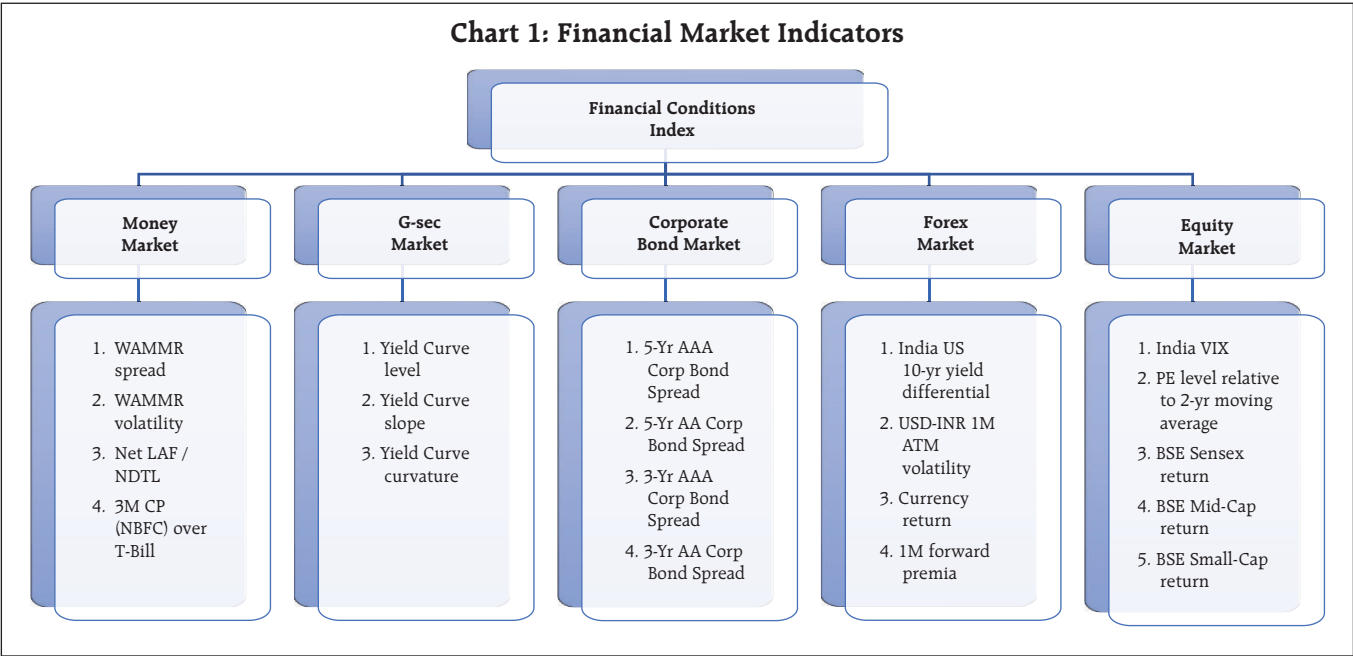 Chart 1: Financial Market Indicators
Financial Conditions
Index
Money
Market
G-sec
Market
Corporate
Bond Market
Forex
Market
Equity
Market
1. WAMMR
spread
2. WAMMR
volatility
3. Net LAF /
NDTL
4. 3M CP
(NBFC) over
T-Bill
1. Yield Curve
level
2. Yield Curve
slope
3. Yield Curve
curvature
1. 5-Yr AAA
Corp Bond
Spread
2. 5-Yr AA Corp
Bond Spread
3. 3-Yr AAA
Corp Bond
Spread
4. 3-Yr AA Corp
Bond Spread
1. India US
10-yr yield
differential
2. USD-INR 1M
ATM
volatility
3. Currency
return
4. 1M forward
premia
1. India VIX
2. PE level relative
to 2-yr moving
average
3. BSE Sensex
return
4. BSE Mid-Cap
return
5. BSE Small-Cap
return